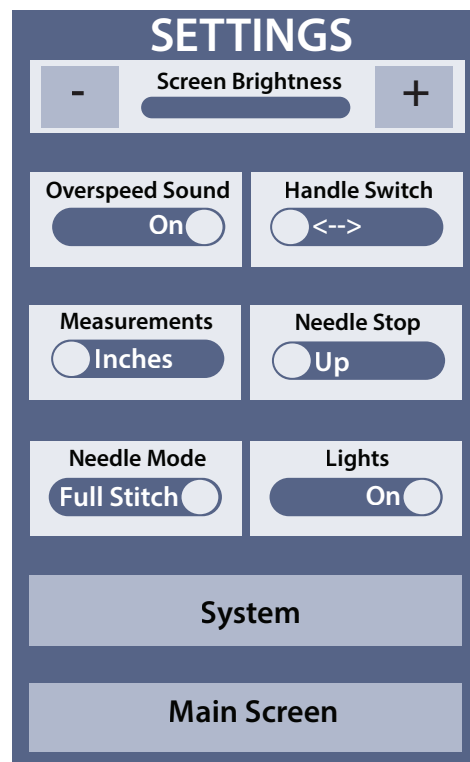 SETTINGS
Screen Brightness
- +
Overspeed Sound
On
Handle Switch
<-->
Measurements
Inches
Needle Stop
Up
Needle Mode
Full Stitch
Lights
On
System
Main Screen